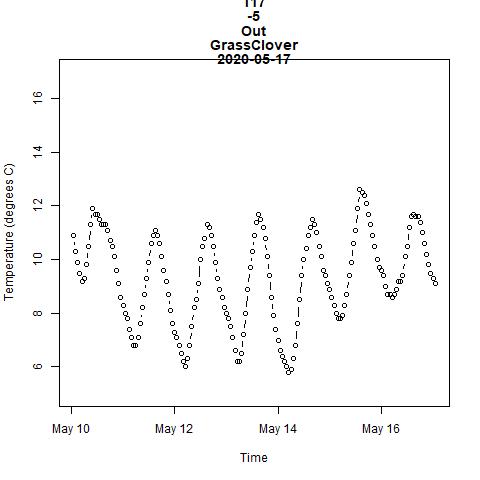 117
-5
Out
GrassClover
2020-05-17
Temperature (degrees C)
16
14
12
10
8
6
May 10 May 12 May 14 May 16
Time